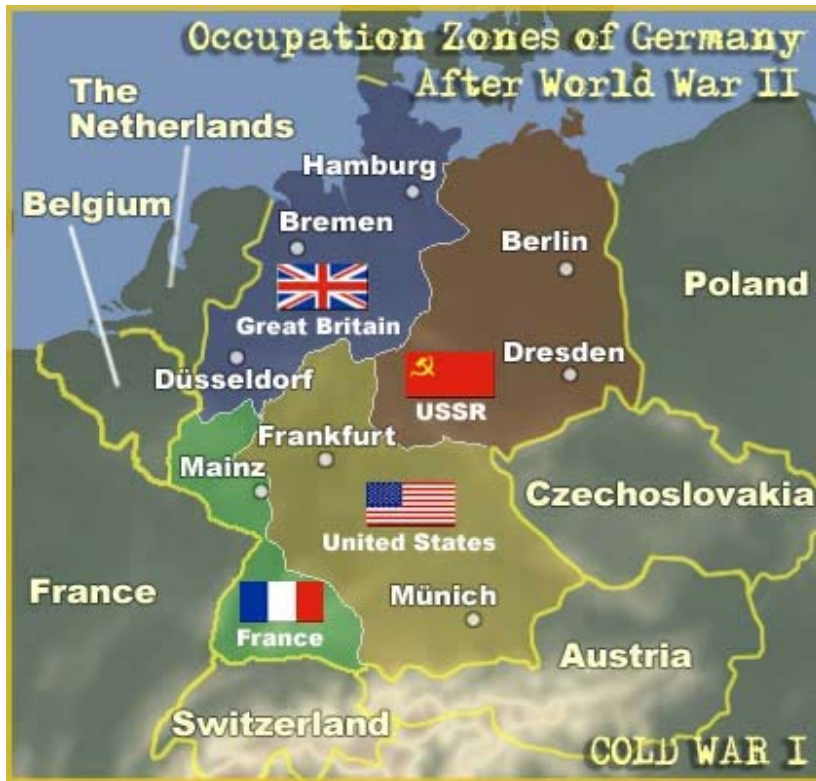 Occupation Zones of Germany
After World War II
The
Netherlands
Belgium
Hamburg
Bremen
Berlin
Poland
Great Britain
Düsseldorf
Dresden
USSR
Frankfurt
Mainz
Czechoslovakia
United States
France
Münich
France
Austria
Switzerland
COLD WAR I